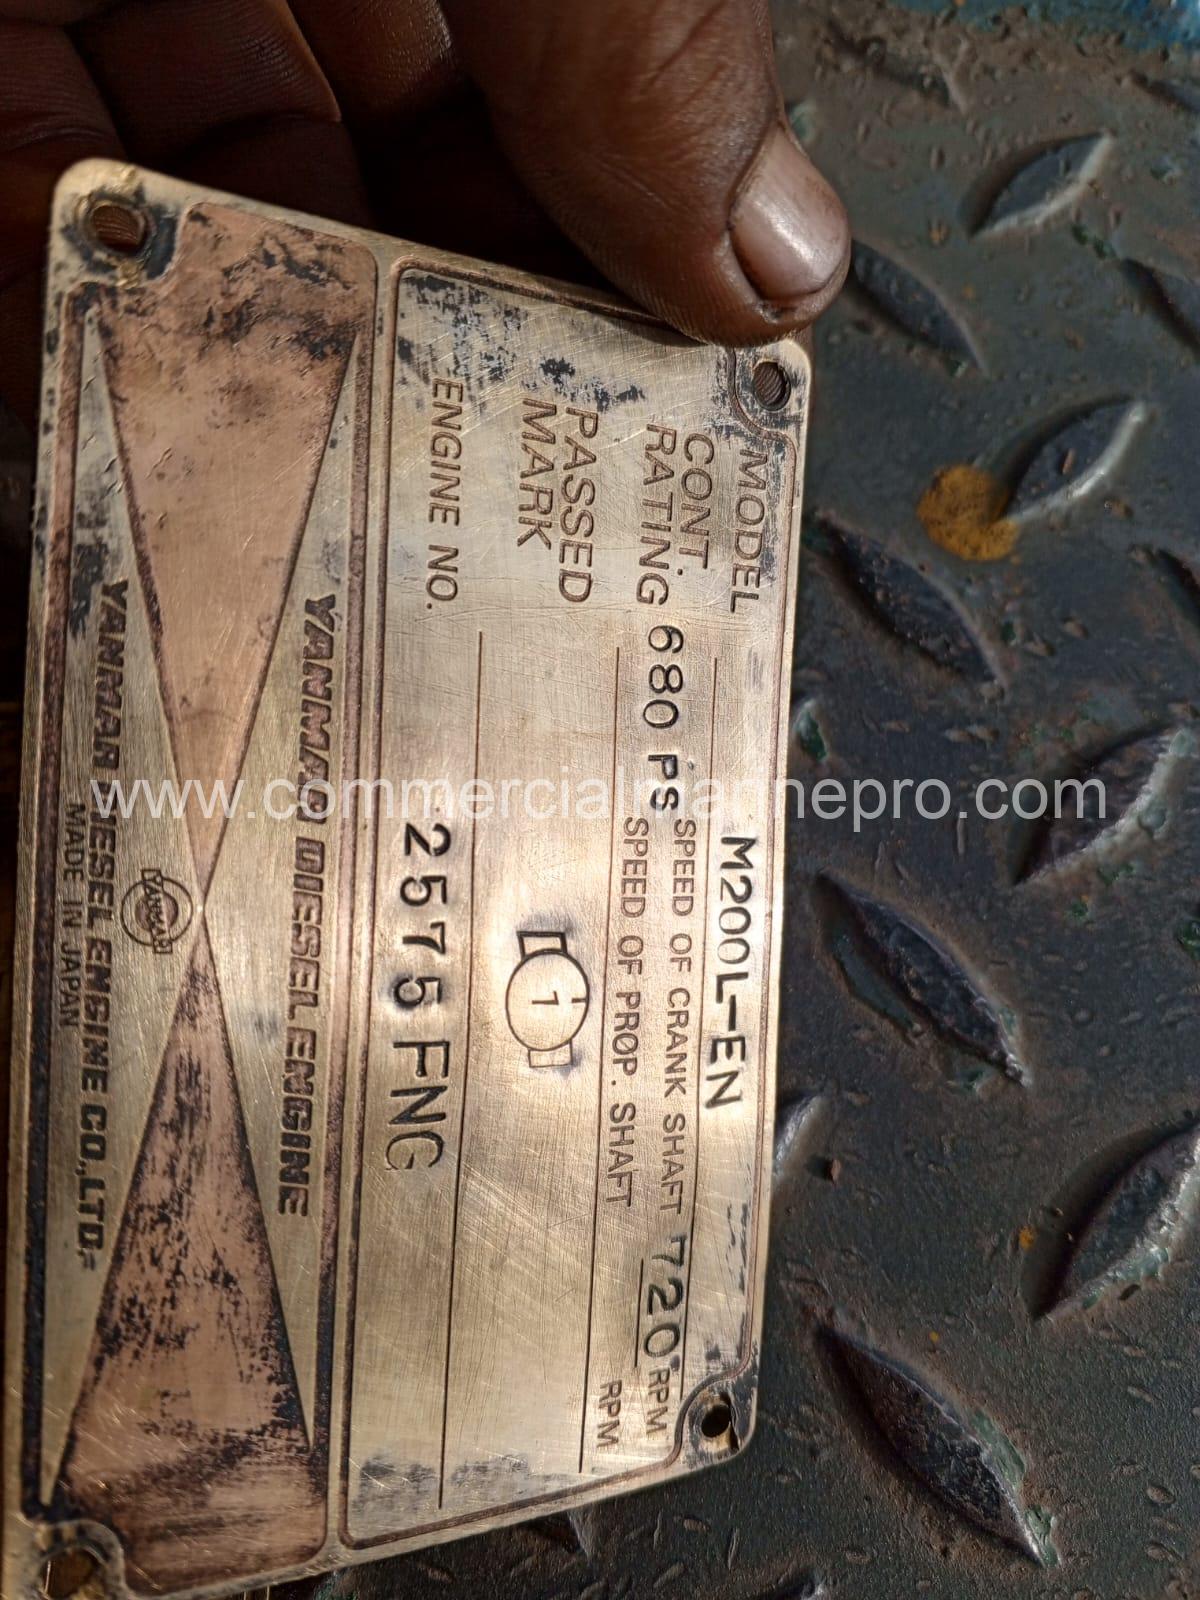 MODEL M200L-EN
CONT. RATING 680 PS SPEED OF CRANK SHAFT 720 RPM
SPEED OF PROP. SHAFT RPM
PASSED MARK 1
ENGINE NO. 2575 FNG
YANMAR DIESEL ENGINE
YANMAR
YANMAR DIESEL ENGINE CO., LTD.
MADE IN JAPAN
www.commercialmarinepro.com